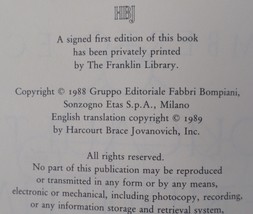 HBJ
A signed first edition of this book
has been privately printed
by The Franklin Library.
Copyright © 1988 Gruppo Editoriale Fabbri Bompiani,
Sonzogno Etas S.p.A., Milano
English translation copyright © 1989
by Harcourt Brace Jovanovich, Inc.
All rights reserved.
No part of this publication may be reproduced
or transmitted in any form or by any means,
electronic or mechanical, including photocopy, recording,
or any information storage and retrieval system,